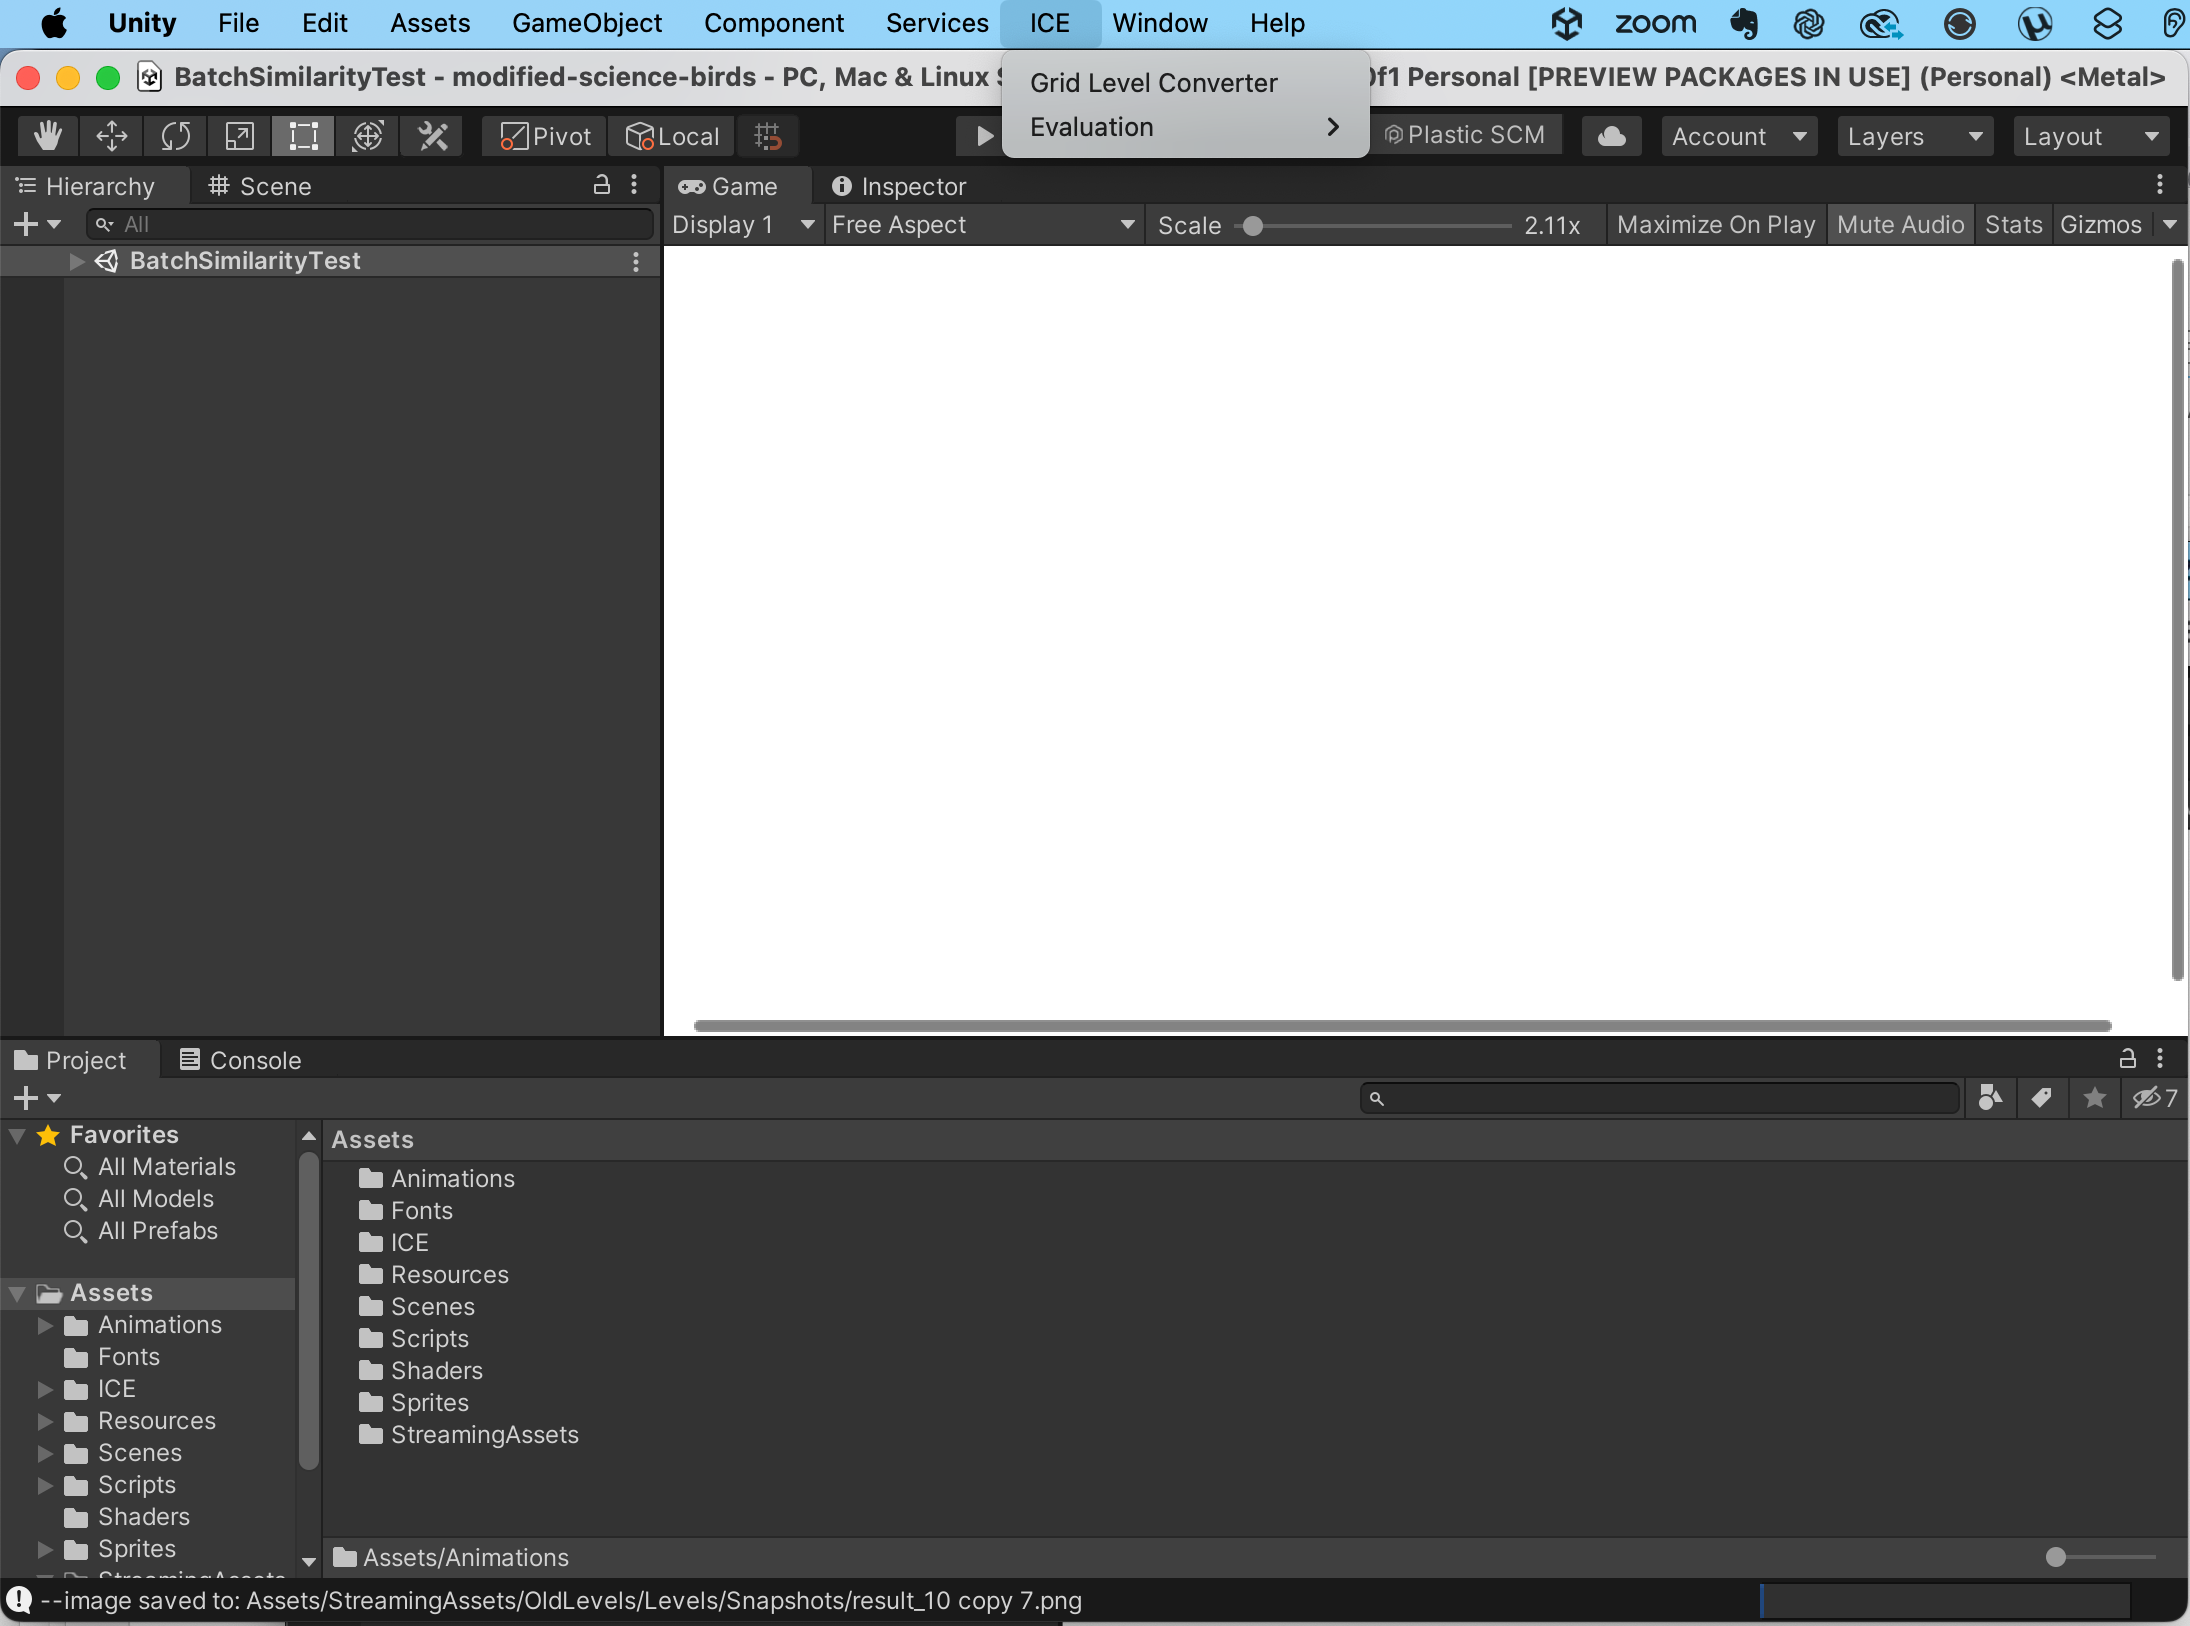 Unity File Edit Assets GameObject Component Services ICE Window Help zoom
BatchSimilarityTest - modified-science-birds - PC, Mac & Linux 0f1 Personal [PREVIEW PACKAGES IN USE] (Personal) <Metal>
Grid Level Converter
Evaluation
Pivot Local Plastic SCM Account Layers Layout
Hierarchy Scene Game Inspector
All Display 1 Free Aspect Scale 2.11x Maximize On Play Mute Audio Stats Gizmos
BatchSimilarityTest
Project Console
7
Favorites
All Materials
All Models
All Prefabs
Assets
Animations
Fonts
ICE
Resources
Scenes
Scripts
Shaders
Sprites
StreamingAssets
Assets
Animations
Fonts
ICE
Resources
Scenes
Scripts
Shaders
Sprites
StreamingAssets
Assets/Animations
--image saved to: Assets/StreamingAssets/OldLevels/Levels/Snapshots/result_10 copy 7.png